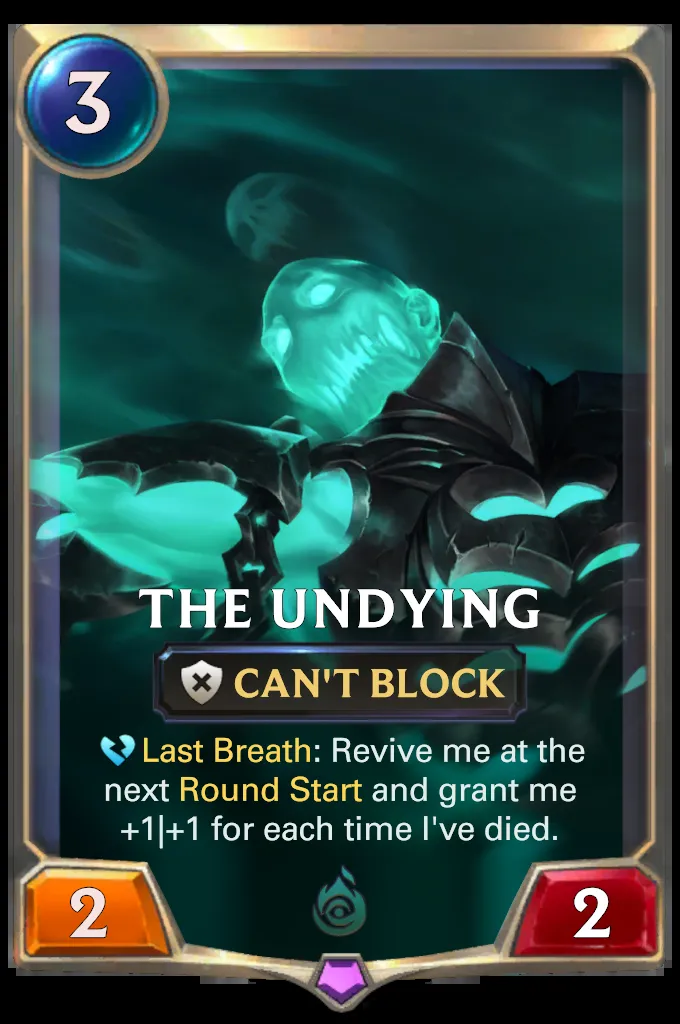 3
THE UNDYING
CAN'T BLOCK
Last Breath: Revive me at the
next Round Start and grant me
+1|+1 for each time I've died.
2 2